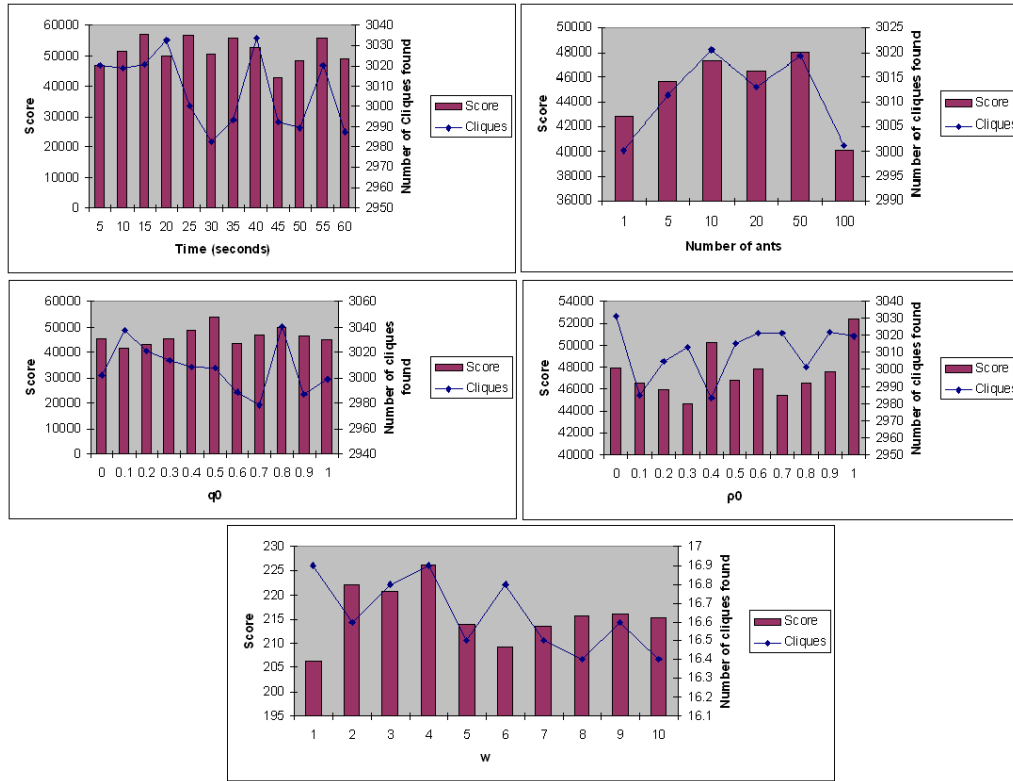 60000
50000
40000
30000
20000
10000
0
Score
3040
3030
3020
3010
3000
2990
2980
2970
2960
2950
Number of Cliques found
5 10 15 20 25 30 35 40 45 50 55 60
Time (seconds)
Score
Cliques
50000
48000
46000
44000
42000
40000
38000
36000
Score
3025
3020
3015
3010
3005
3000
2995
2990
Number of cliques found
1 5 10 20 50 100
Number of ants
Score
Cliques
60000
50000
40000
30000
20000
10000
0
Score
3060
3040
3020
3000
2980
2960
2940
Number of cliques
found
0 0.1 0.2 0.3 0.4 0.5 0.6 0.7 0.8 0.9 1
q0
Score
Cliques
54000
52000
50000
48000
46000
44000
42000
40000
Score
3040
3030
3020
3010
3000
2990
2980
2970
2960
2950
Number of cliques found
0 0.1 0.2 0.3 0.4 0.5 0.6 0.7 0.8 0.9 1
ρ0
Score
Cliques
230
225
220
215
210
205
200
195
Score
17
16.9
16.8
16.7
16.6
16.5
16.4
16.3
16.2
16.1
Number of cliques found
1 2 3 4 5 6 7 8 9 10
w
Score
Cliques